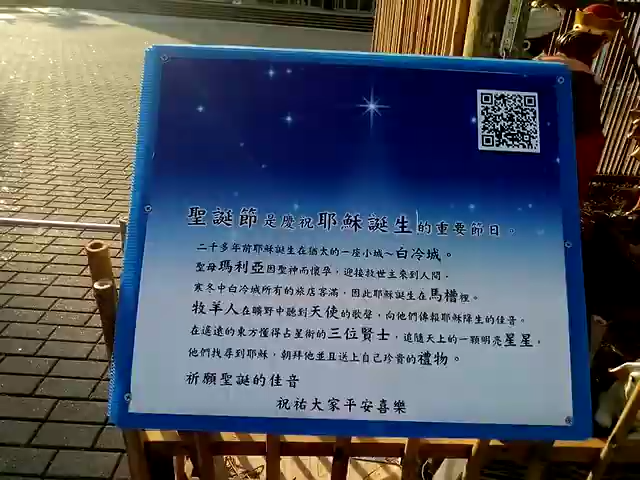 聖誕節是慶祝耶穌誕生的重要節日。
二千多年前耶穌誕生在猶太的一座小城~白冷城。
聖母瑪利亞因聖神而懷孕，迎接救世主來到人間。
寒冬中白冷城所有的旅店客滿，因此耶穌誕生在馬槽裡。
牧羊人在曠野中聽到天使的歌聲，向他們傳報耶穌降生的佳音。
在遙遠的東方懂得占星術的三位賢士，追隨天上的一顆明亮星星，
他們找尋到耶穌，朝拜他並且送上自己珍貴的禮物。
祈願聖誕的佳音
祝祐大家平安喜樂